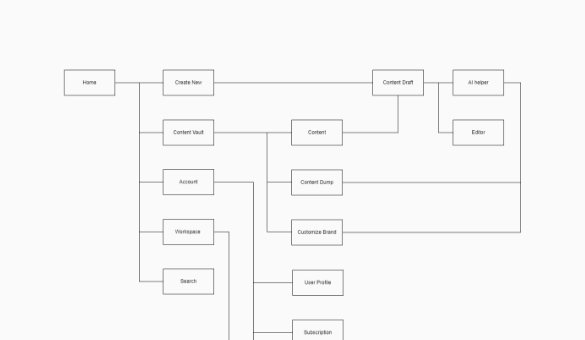 Home
Create New
Content Draft
AI helper
Content Vault
Content
Editor
Account
Content Dump
Workspace
Customize Brand
Search
User Profile
Subscription